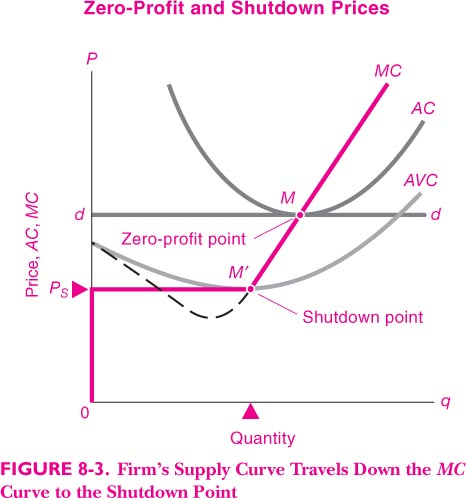 Zero-Profit and Shutdown Prices
P
MC
AC
AVC
M
d
d
Zero-profit point
Price, AC, MC
M'
PS
Shutdown point
0
q
Quantity
FIGURE 8-3. Firm's Supply Curve Travels Down the MC
Curve to the Shutdown Point